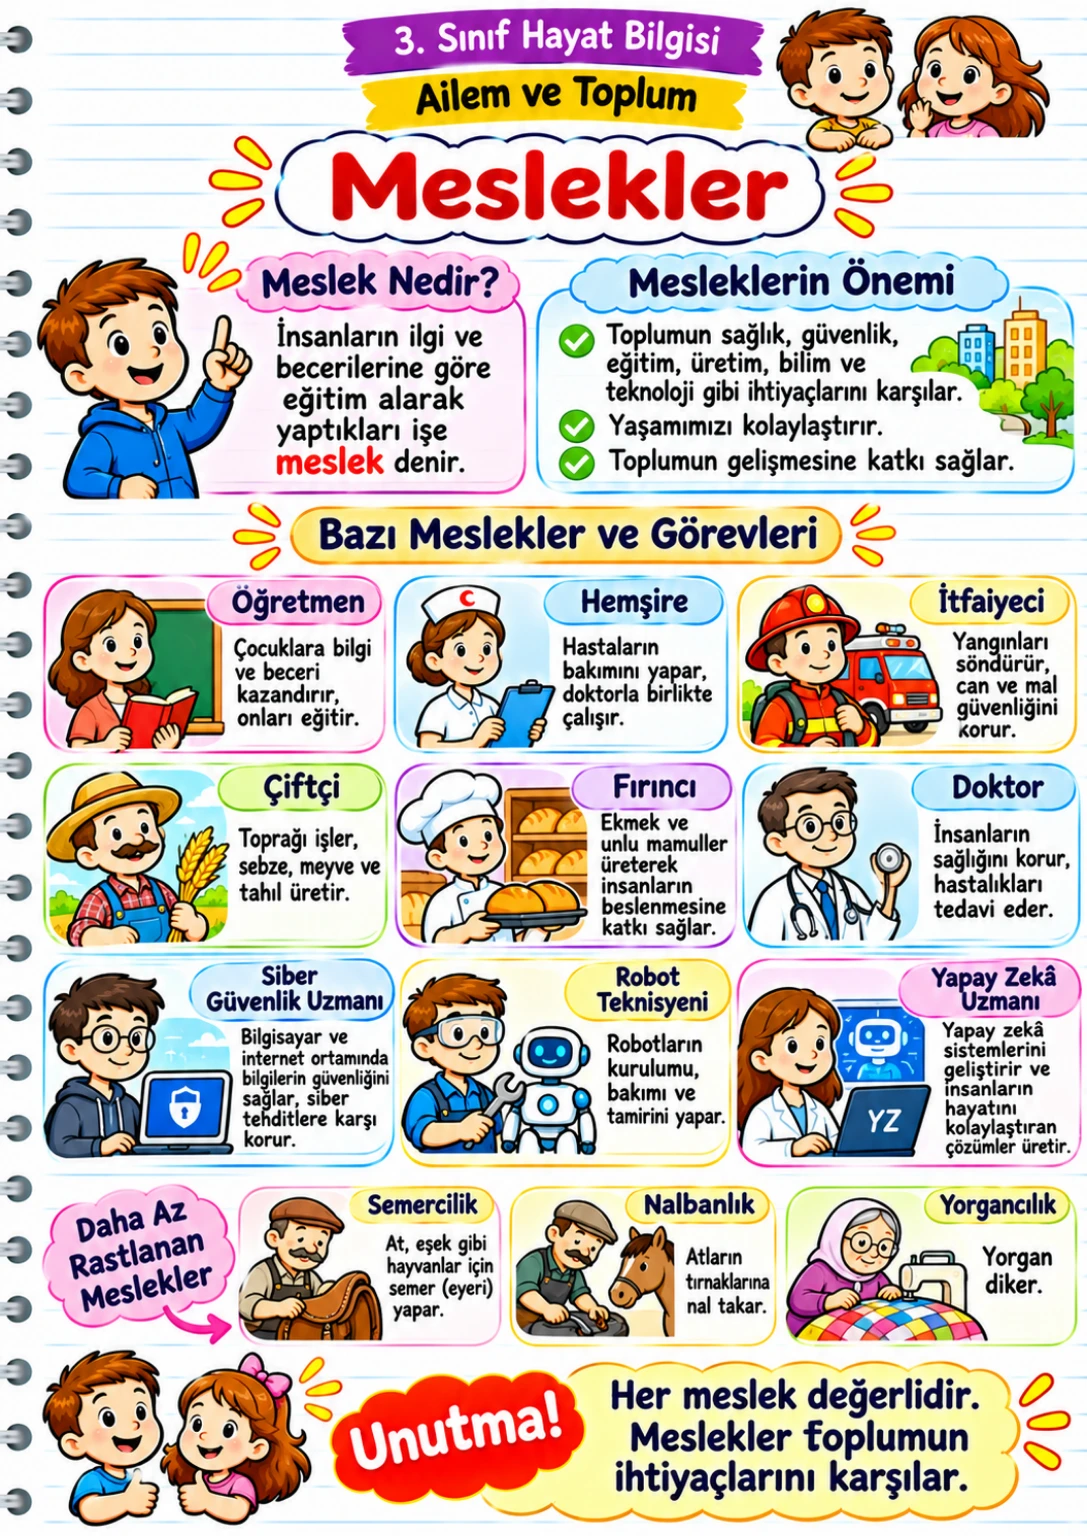 3. Sınıf Hayat Bilgisi
Ailem ve Toplum
Meslekler
Meslek Nedir?
İnsanların ilgi ve
becerilerine göre
eğitim alarak
yaptıkları işe
meslek denir.
Mesleklerin Önemi
Toplumun sağlık, güvenlik,
eğitim, üretim, bilim ve
teknoloji gibi ihtiyaçlarını karşılar.
Yaşamımızı kolaylaştırır.
Toplumun gelişmesine katkı sağlar.
Bazı Meslekler ve Görevleri
Öğretmen
Çocuklara bilgi
ve beceri
kazandırır,
onları eğitir.
Hemşire
Hastaların
bakımını yapar,
doktorla birlikte
çalışır.
İtfaiyeci
Yangınları
söndürür,
can ve mal
güvenliğini
korur.
Çiftçi
Toprağı işler,
sebze, meyve ve
tahıl üretir.
Fırıncı
Ekmek ve
unlu mamuller
üreterek
insanların
beslenmesine
katkı sağlar.
Doktor
İnsanların
sağlığını korur,
hastalıkları
tedavi eder.
Siber
Güvenlik Uzmanı
Bilgisayar ve
internet ortamında
bilgilerin güvenliğini
sağlar, siber
tehditlere karşı
korur.
Robot
Teknisyeni
Robotların
kurulumu,
bakımı ve
tamirini yapar.
Yapay Zekâ
Uzmanı
Yapay zekâ
sistemlerini
geliştirir ve
insanların
hayatını
kolaylaştıran
çözümler üretir.
YZ
Daha Az
Rastlanan
Meslekler
Semercilik
At, eşek gibi
hayvanlar için
semer (eyeri)
yapar.
Nalbanlık
Atların
tırnaklarına
nal takar.
Yorgancılık
Yorgan
diker.
Unutma!
Her meslek değerlidir.
Meslekler toplumun
ihtiyaçlarını karşılar.